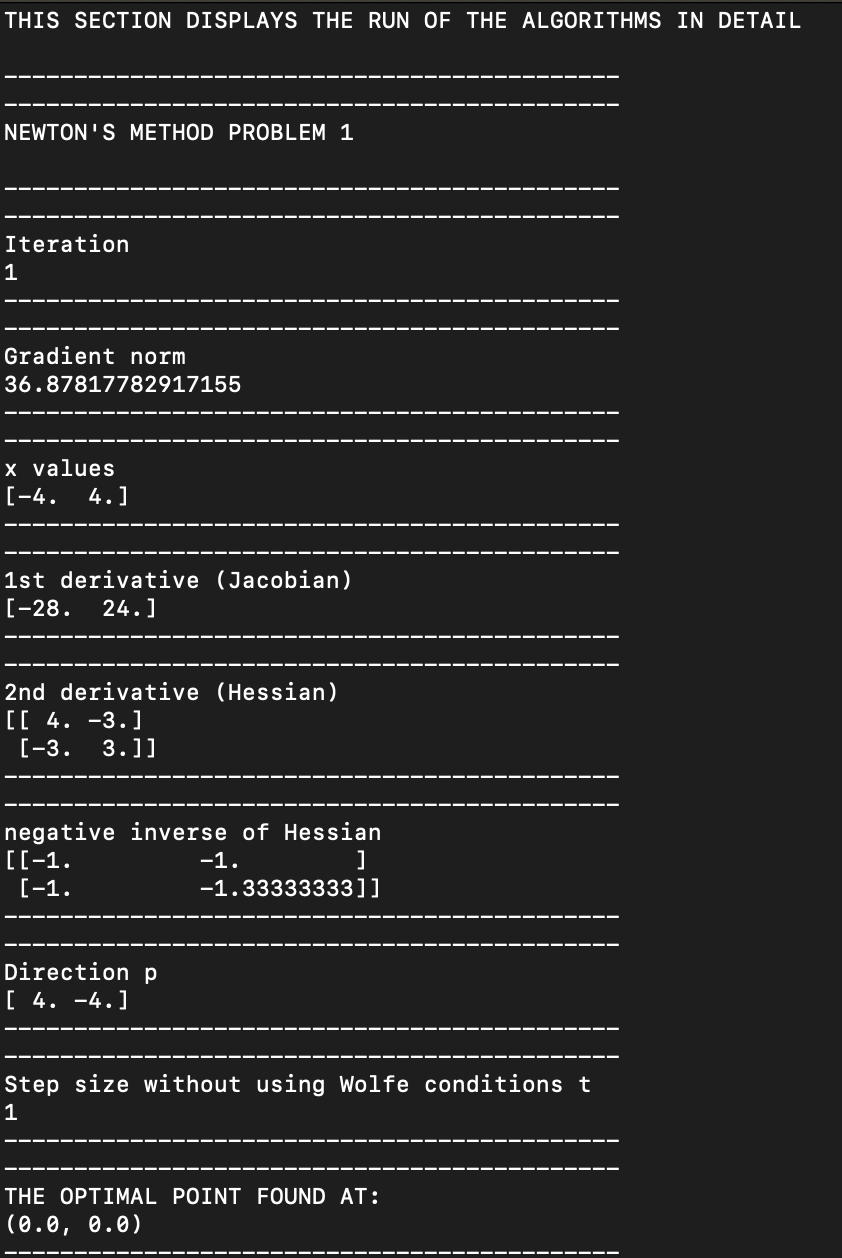 THIS SECTION DISPLAYS THE RUN OF THE ALGORITHMS IN DETAIL
--------------------------------------------
--------------------------------------------
NEWTON'S METHOD PROBLEM 1
--------------------------------------------
--------------------------------------------
Iteration
1
--------------------------------------------
--------------------------------------------
Gradient norm
36.87817782917155
--------------------------------------------
--------------------------------------------
x values
[-4.  4.]
--------------------------------------------
--------------------------------------------
1st derivative (Jacobian)
[-28.  24.]
--------------------------------------------
--------------------------------------------
2nd derivative (Hessian)
[[ 4. -3.]
 [-3.  3.]]
--------------------------------------------
--------------------------------------------
negative inverse of Hessian
[[-1.         -1.        ]
 [-1.         -1.33333333]]
--------------------------------------------
--------------------------------------------
Direction p
[ 4. -4.]
--------------------------------------------
--------------------------------------------
Step size without using Wolfe conditions t
1
--------------------------------------------
--------------------------------------------
THE OPTIMAL POINT FOUND AT:
(0.0, 0.0)
--------------------------------------------